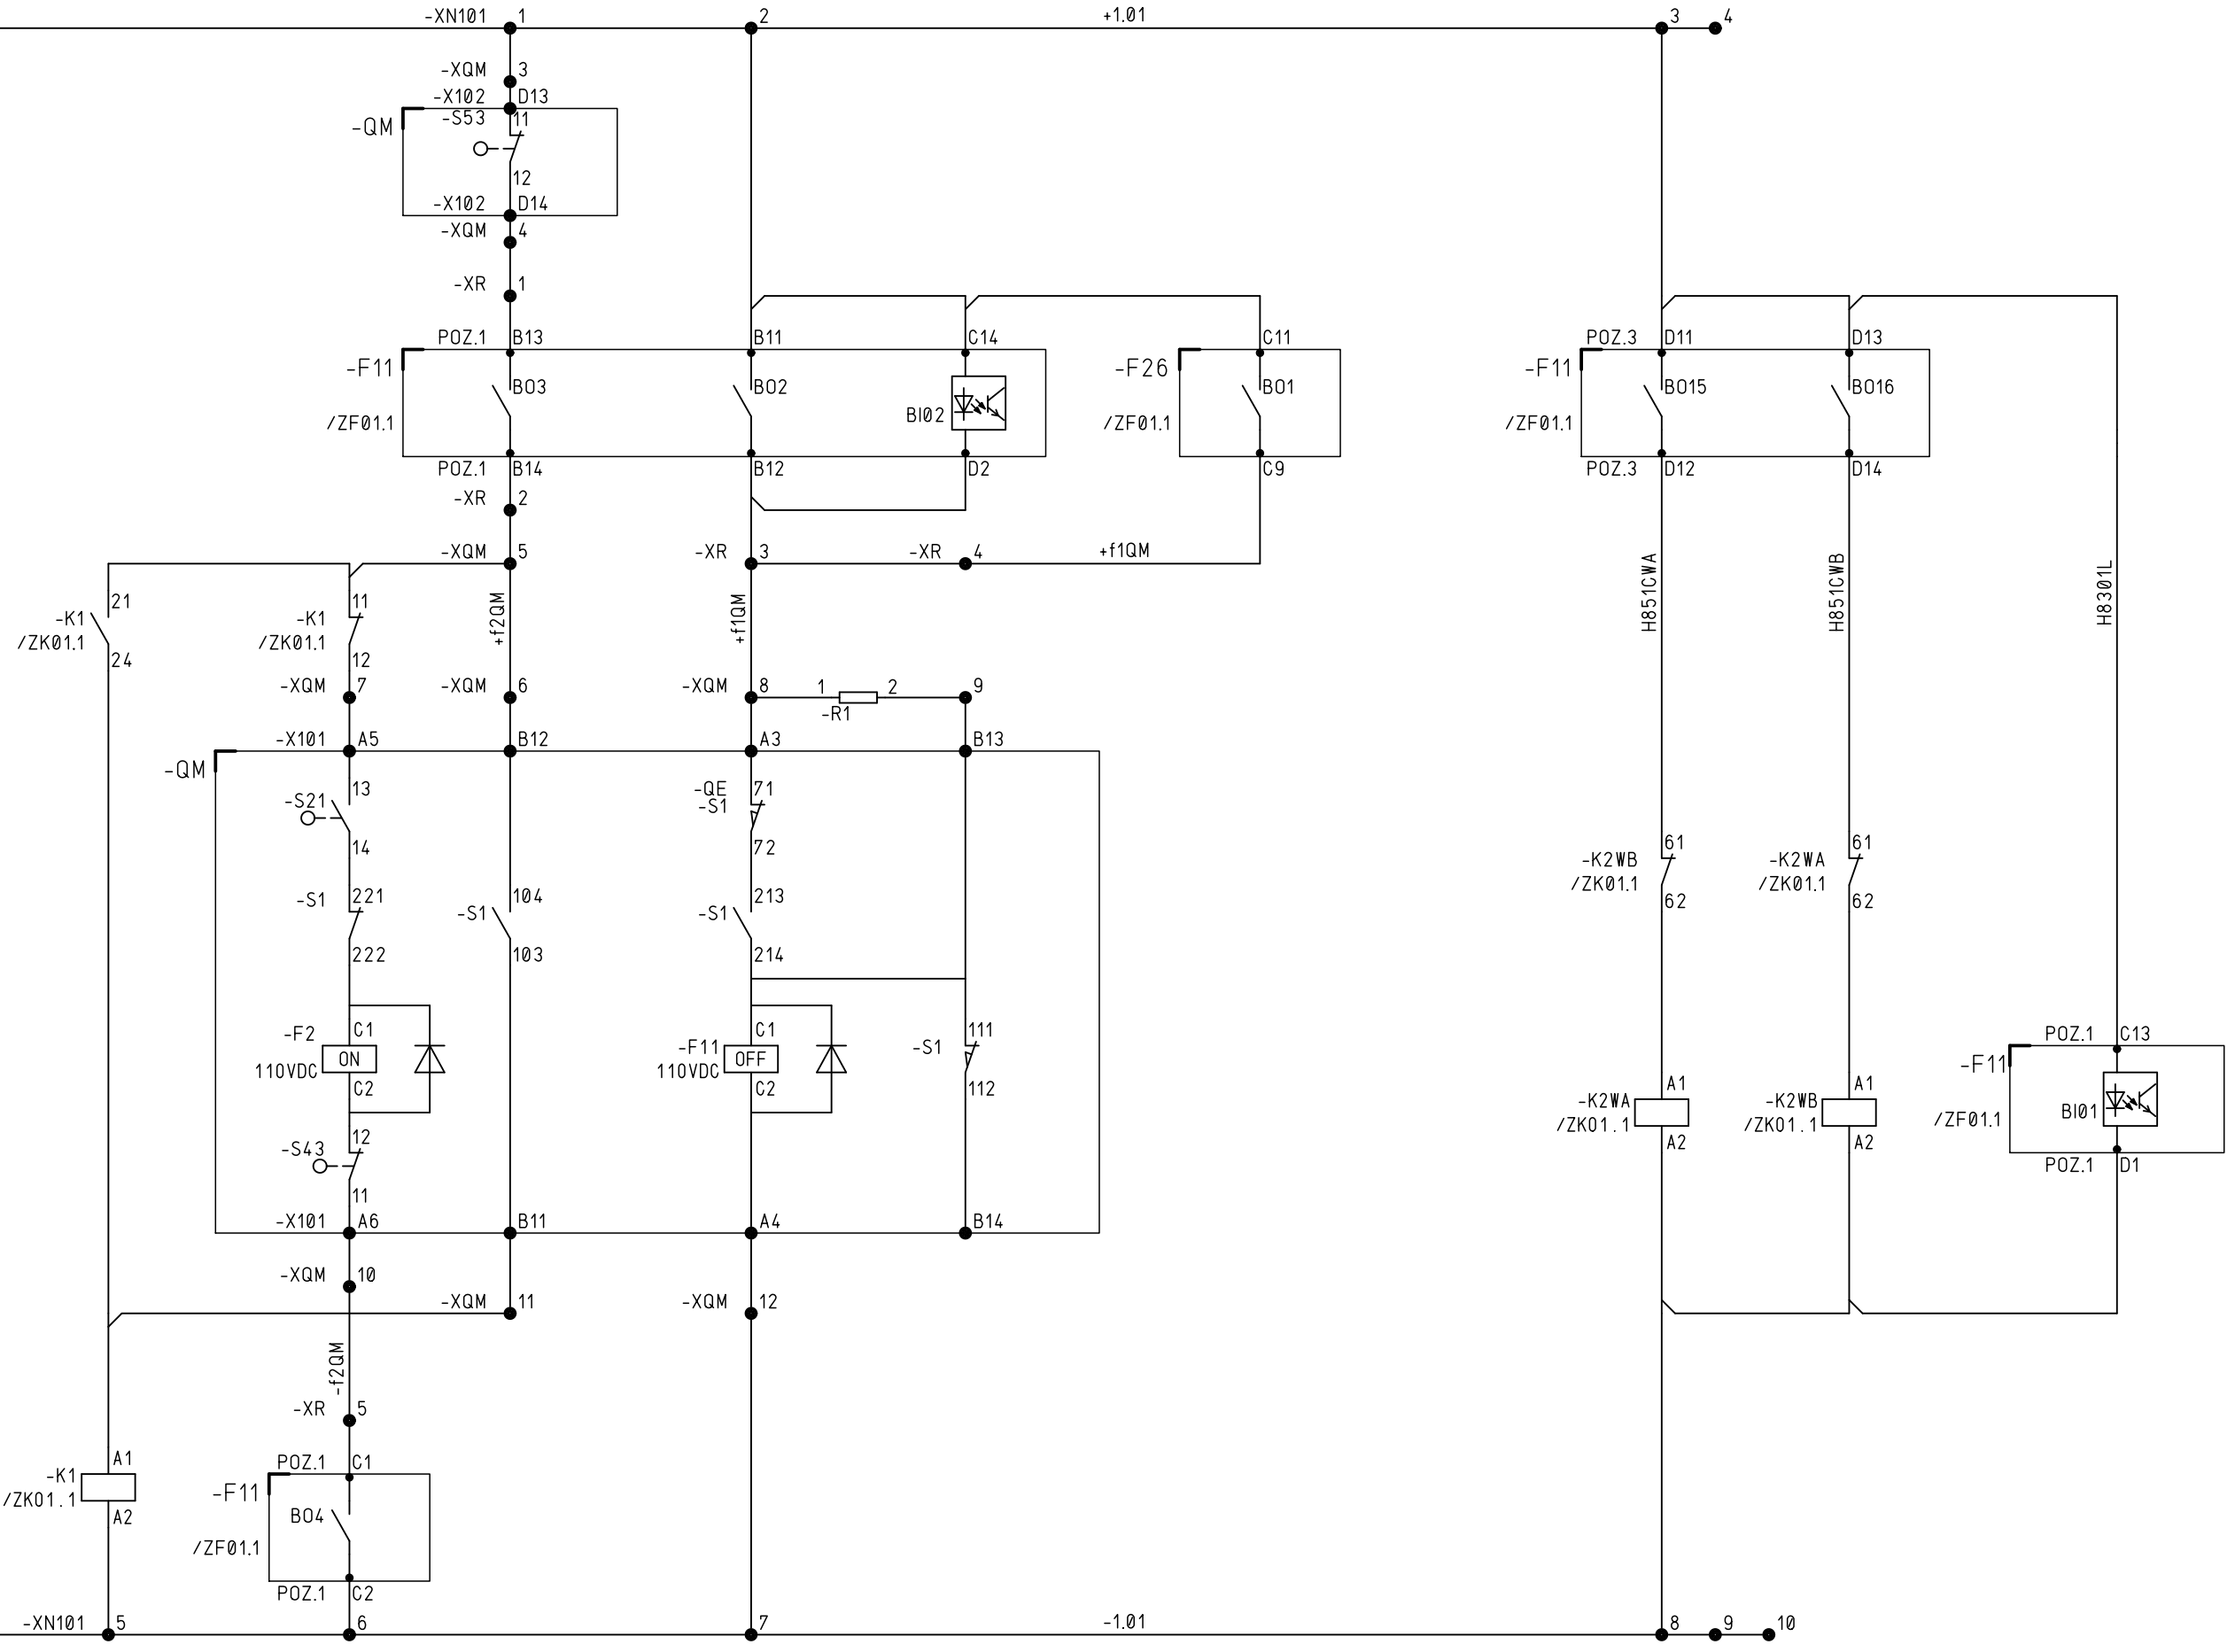 -XN101 1 2 +1.01 3 4
-XQM 3
-X102 D13
-S53 11
-QM
12
-X102 D14
-XQM 4
-XR 1
POZ.1 B13 B11 C14 C11 POZ.3 D11 D13
-F11 -F26 -F11
BO3 BO2 BO1 BO15 BO16
/ZF01.1 BI02 /ZF01.1 /ZF01.1
POZ.1 B14 B12 D2 C9 POZ.3 D12 D14
-XR 2
-XQM 5 -XR 3 -XR 4 +f1QM
+f2QM
+f1QM
H851CWA
H851CWB
H8301L
21 11
-K1 -K1
/ZK01.1 /ZK01.1
24 12
-XQM 7 -XQM 6 -XQM 8 1 2 9
-R1
-X101 A5 B12 A3 B13
-QM
13 -QE 71
-S21 -S1
14 72
61 61
-K2WB -K2WA
/ZK01.1 /ZK01.1
62 62
-S1 221 104 213
-S1 -S1
222 103 214
-F2 C1 -F11 C1 111 POZ.1 C13
ON OFF -S1 -F11
110VDC 110VDC
C2 C2 112
A1 A1
-K2WA -K2WB BI01
/ZK01.1 /ZK01.1 /ZF01.1
A2 A2
POZ.1 D1
12
-S43
11
-X101 A6 B11 A4 B14
-XQM 10
-XQM 11 -XQM 12
-f2QM
-XR 5
A1 POZ.1 C1
-K1 -F11
/ZK01.1
A2 BO4
/ZF01.1
POZ.1 C2
-XN101 5 6 7 -1.01 8 9 10